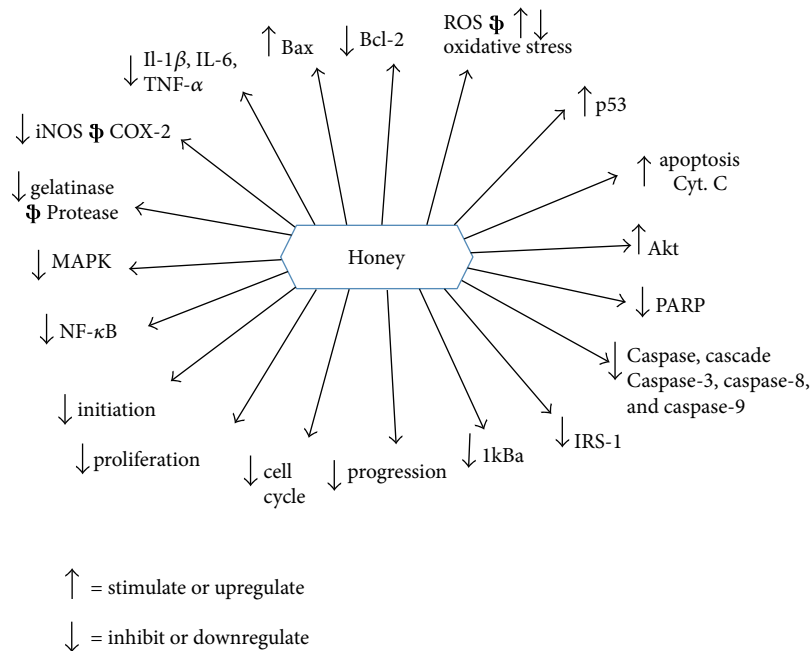 ↑ Bax
↓ Bcl-2
ROS & ↑↓
oxidative stress
↓ Il-1β, IL-6,
TNF-α
↑ p53
↓ iNOS & COX-2
↑ apoptosis
Cyt. C
↓ gelatinase
& Protease
Honey
↑ Akt
↓ MAPK
↓ PARP
↓ NF-κB
↓ Caspase, cascade
Caspase-3, caspase-8,
and caspase-9
↓ initiation
↓ IRS-1
↓ proliferation
↓ cell
cycle
↓ progression
↓ 1kBa
↑ = stimulate or upregulate
↓ = inhibit or downregulate